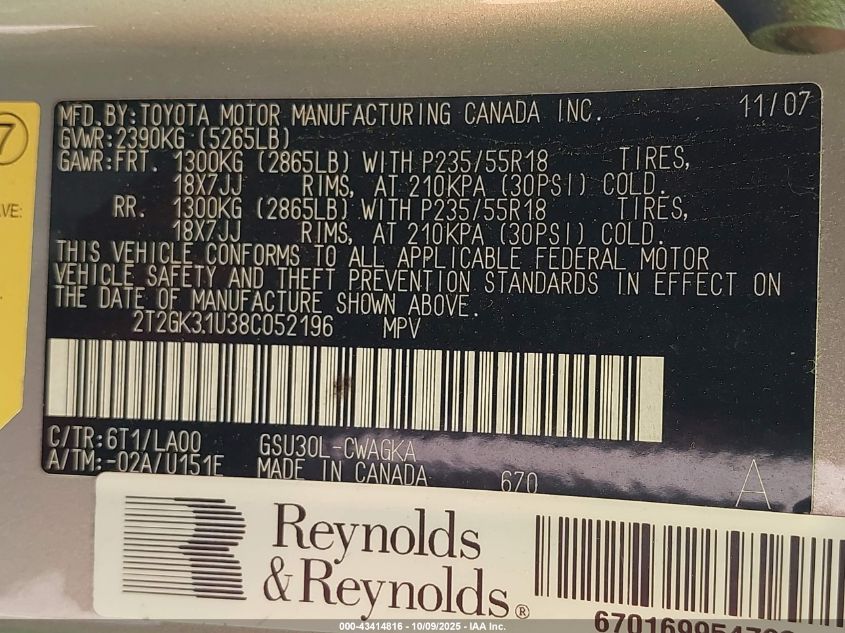 7
AVE:
MFD. BY: TOYOTA MOTOR MANUFACTURING CANADA INC. 11/07
GVWR: 2390KG (5265LB)
GAWR: FRT. 1300KG (2865LB) WITH P235/55R18 TIRES,
18X7JJ RIMS, AT 210KPA (30PSI) COLD.
RR. 1300KG (2865LB) WITH P235/55R18 TIRES,
18X7JJ RIMS, AT 210KPA (30PSI) COLD.
THIS VEHICLE CONFORMS TO ALL APPLICABLE FEDERAL MOTOR
VEHICLE SAFETY AND THEFT PREVENTION STANDARDS IN EFFECT ON
THE DATE OF MANUFACTURE SHOWN ABOVE.
2T2GK31U38C052196 MPV
C/TR: 6T1/LA00 GSU30L-CWAGKA
A/TM: -02A/U151E MADE IN CANADA 670 A
Reynolds
& Reynolds®
000-43414816 - 10/09/2025 - IAA Inc.